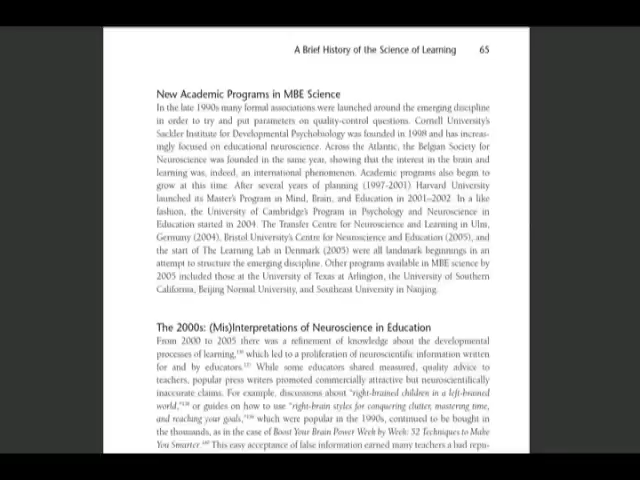 A Brief History of the Science of Learning 65
New Academic Programs in MBE Science
In the late 1990s many formal associations were launched around the emerging discipline
in order to try and put parameters on quality-control questions. Cornell University's
Sackler Institute for Developmental Psychobiology was founded in 1998 and has increas-
ingly focused on educational neuroscience. Across the Atlantic, the Belgian Society for
Neuroscience was founded in the same year, showing that the interest in the brain and
learning was, indeed, an international phenomenon. Academic programs also began to
grow at this time. After several years of planning (1997-2001) Harvard University
launched its Master's Program in Mind, Brain, and Education in 2001–2002. In a like
fashion, the University of Cambridge's Program in Psychology and Neuroscience in
Education started in 2004. The Transfer Centre for Neuroscience and Learning in Ulm,
Germany (2004), Bristol University's Centre for Neuroscience and Education (2005), and
the start of The Learning Lab in Denmark (2005) were all landmark beginnings in an
attempt to structure the emerging discipline. Other programs available in MBE science by
2005 included those at the University of Texas at Arlington, the University of Southern
California, Beijing Normal University, and Southeast University in Nanjing.
The 2000s: (Mis)Interpretations of Neuroscience in Education
From 2000 to 2005 there was a refinement of knowledge about the developmental
processes of learning, which led to a proliferation of neuroscientific information written
for and by educators. While some educators shared measured, quality advice to
teachers, popular press writers promoted commercially attractive but neuroscientifically
inaccurate claims. For example, discussions about "right-brained children in a left-brained
world," or guides on how to use "right-brain styles for conquering clutter, mastering time,
and reaching your goals," which were popular in the 1990s, continued to be bought in
the thousands, as in the case of Boost Your Brain Power Week by Week: 52 Techniques to Make
You Smarter. This easy acceptance of false information earned many teachers a bad repu-